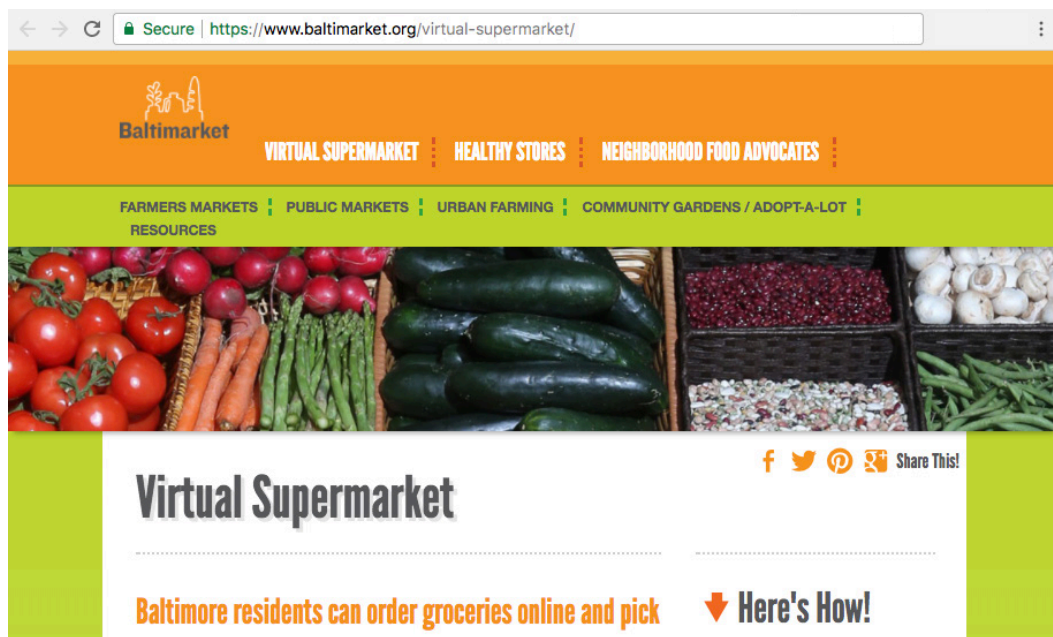 Secure | https://www.baltimarket.org/virtual-supermarket/
Baltimarket
VIRTUAL SUPERMARKET HEALTHY STORES NEIGHBORHOOD FOOD ADVOCATES
FARMERS MARKETS PUBLIC MARKETS URBAN FARMING COMMUNITY GARDENS / ADOPT-A-LOT
RESOURCES
Share This!
Virtual Supermarket
Baltimore residents can order groceries online and pick
Here's How!